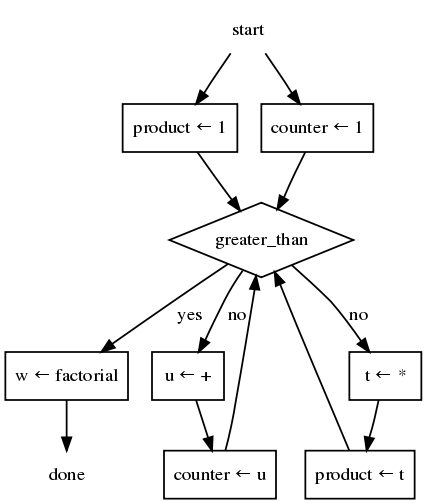 start
product ← 1
counter ← 1
greater_than
yes
no
no
w ← factorial
u ← +
t ← *
done
counter ← u
product ← t